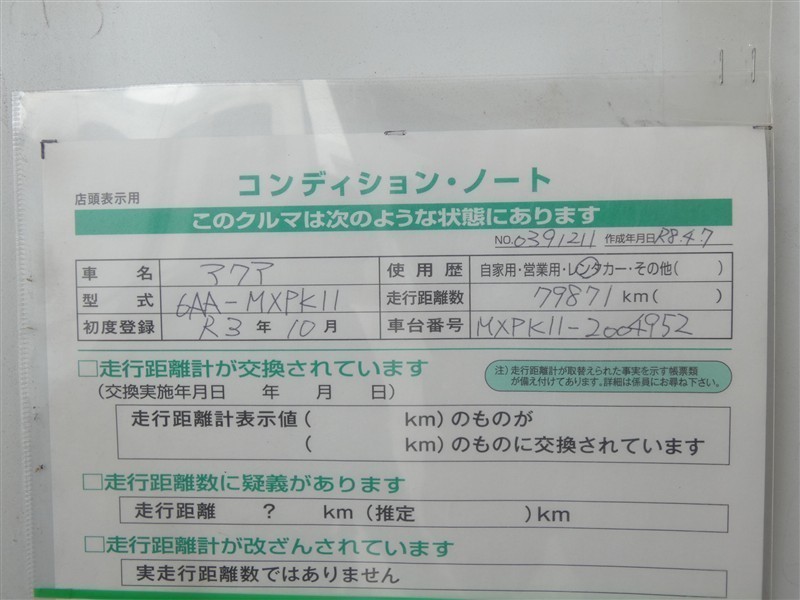 コンディション・ノート
店頭表示用
このクルマは次のような状態にあります
NO.0391211 作成年月日R8.4.7
車名 アクア 使用歴 自家用・営業用・レンタカー・その他( )
型式 6AA-MXPK11 走行距離数 79871 km( )
初度登録 R3年10月 車台番号 MXPK11-2004952
□走行距離計が交換されています
(交換実施年月日 年 月 日)
注)走行距離計が取替えられた事実を示す帳票類
が備え付けてあります。詳細は係員にお尋ね下さい。
走行距離計表示値( km)のものが
( km)のものに交換されています
□走行距離数に疑義があります
走行距離 ? km(推定 )km
□走行距離計が改ざんされています
実走行距離数ではありません